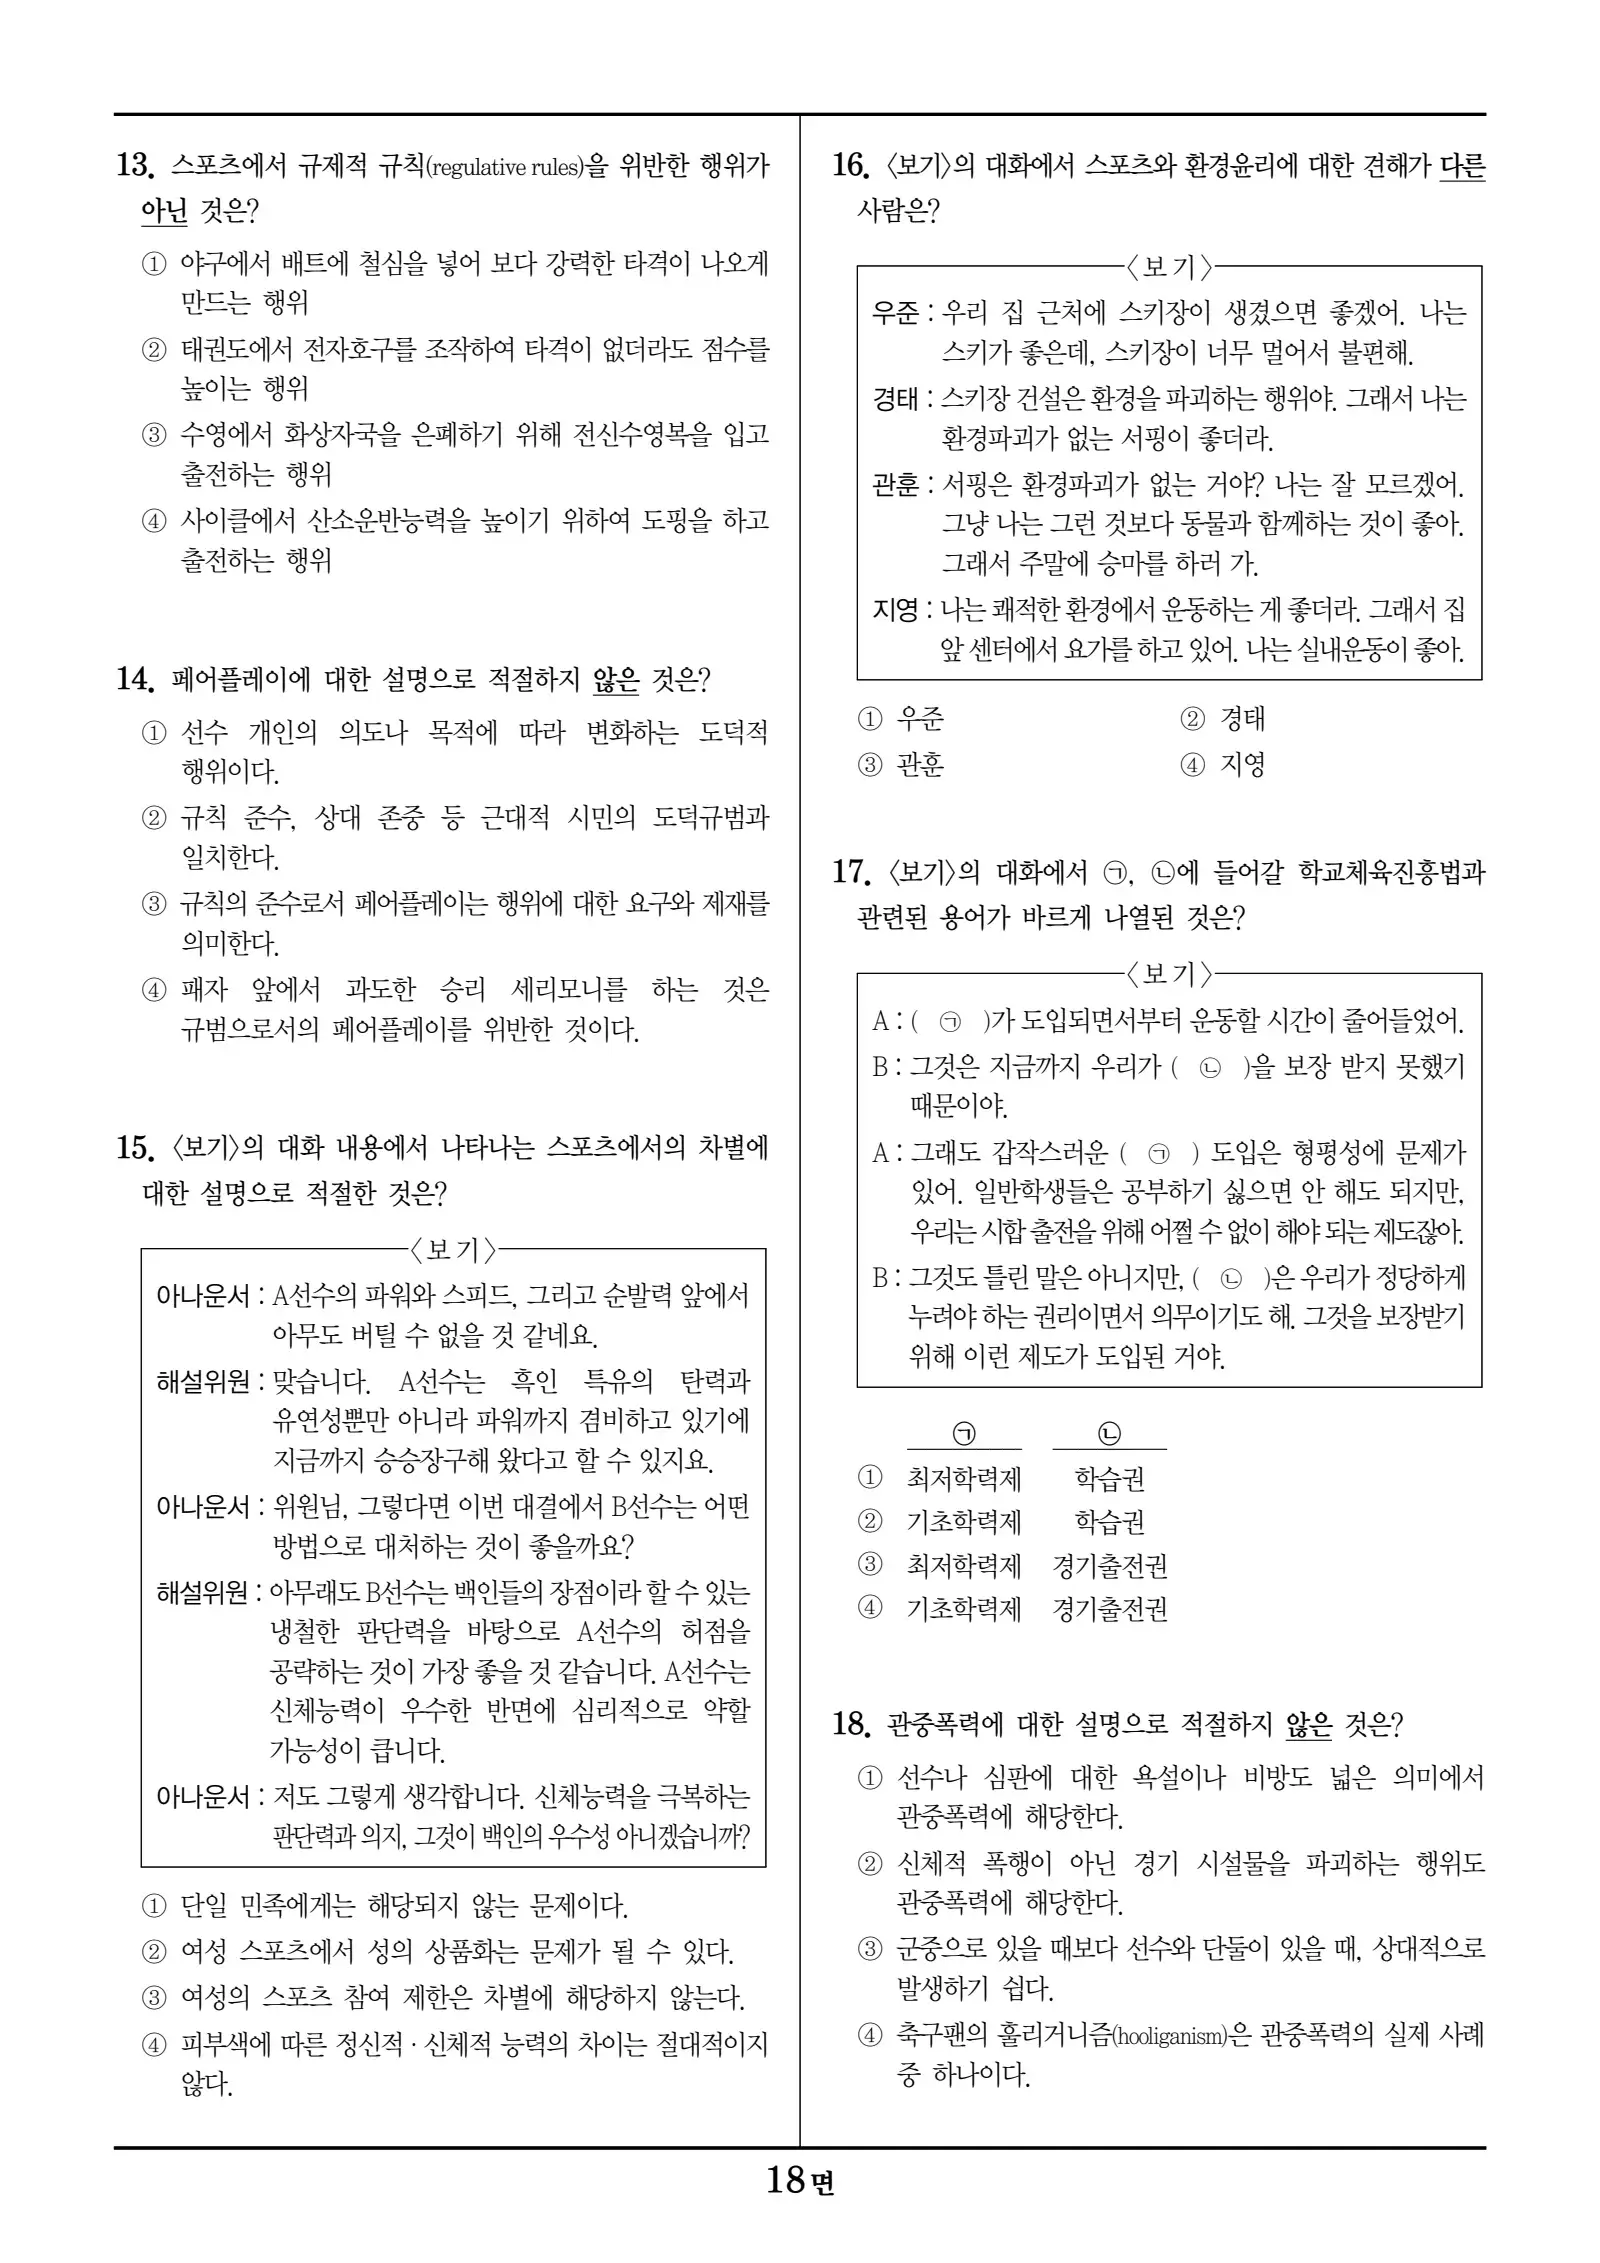 13. 스포츠에서 규제적 규칙(regulative rules)을 위반한 행위가
아닌 것은?
① 야구에서 배트에 철심을 넣어 보다 강력한 타격이 나오게
만드는 행위
② 태권도에서 전자호구를 조작하여 타격이 없더라도 점수를
높이는 행위
③ 수영에서 화상자국을 은폐하기 위해 전신수영복을 입고
출전하는 행위
④ 사이클에서 산소운반능력을 높이기 위하여 도핑을 하고
출전하는 행위
14. 페어플레이에 대한 설명으로 적절하지 않은 것은?
① 선수 개인의 의도나 목적에 따라 변화하는 도덕적
행위이다.
② 규칙 준수, 상대 존중 등 근대적 시민의 도덕규범과
일치한다.
③ 규칙의 준수로서 페어플레이는 행위에 대한 요구와 제재를
의미한다.
④ 패자 앞에서 과도한 승리 세리모니를 하는 것은
규범으로서의 페어플레이를 위반한 것이다.
15. 〈보기〉의 대화 내용에서 나타나는 스포츠에서의 차별에
대한 설명으로 적절한 것은?
〈보 기〉
아나운서 : A선수의 파워와 스피드, 그리고 순발력 앞에서
아무도 버틸 수 없을 것 같네요.
해설위원 : 맞습니다. A선수는 흑인 특유의 탄력과
유연성뿐만 아니라 파워까지 겸비하고 있기에
지금까지 승승장구해 왔다고 할 수 있지요.
아나운서 : 위원님, 그렇다면 이번 대결에서 B선수는 어떤
방법으로 대처하는 것이 좋을까요?
해설위원 : 아무래도 B선수는 백인들의 장점이라 할 수 있는
냉철한 판단력을 바탕으로 A선수의 허점을
공략하는 것이 가장 좋을 것 같습니다. A선수는
신체능력이 우수한 반면에 심리적으로 약할
가능성이 큽니다.
아나운서 : 저도 그렇게 생각합니다. 신체능력을 극복하는
판단력과 의지, 그것이 백인의 우수성 아니겠습니까?
① 단일 민족에게는 해당되지 않는 문제이다.
② 여성 스포츠에서 성의 상품화는 문제가 될 수 있다.
③ 여성의 스포츠 참여 제한은 차별에 해당하지 않는다.
④ 피부색에 따른 정신적 · 신체적 능력의 차이는 절대적이지
않다.
16. 〈보기〉의 대화에서 스포츠와 환경윤리에 대한 견해가 다른
사람은?
〈보 기〉
우준 : 우리 집 근처에 스키장이 생겼으면 좋겠어. 나는
스키가 좋은데, 스키장이 너무 멀어서 불편해.
경태 : 스키장 건설은 환경을 파괴하는 행위야. 그래서 나는
환경파괴가 없는 서핑이 좋더라.
관훈 : 서핑은 환경파괴가 없는 거야? 나는 잘 모르겠어.
그냥 나는 그런 것보다 동물과 함께하는 것이 좋아.
그래서 주말에 승마를 하러 가.
지영 : 나는 쾌적한 환경에서 운동하는 게 좋더라. 그래서 집
앞 센터에서 요가를 하고 있어. 나는 실내운동이 좋아.
① 우준 ② 경태
③ 관훈 ④ 지영
17. 〈보기〉의 대화에서 ㉠, ㉡에 들어갈 학교체육진흥법과
관련된 용어가 바르게 나열된 것은?
〈보 기〉
A : ( ㉠ )가 도입되면서부터 운동할 시간이 줄어들었어.
B : 그것은 지금까지 우리가 ( ㉡ )을 보장 받지 못했기
때문이야.
A : 그래도 갑작스러운 ( ㉠ ) 도입은 형평성에 문제가
있어. 일반학생들은 공부하기 싫으면 안 해도 되지만,
우리는 시합 출전을 위해 어쩔 수 없이 해야 되는 제도잖아.
B : 그것도 틀린 말은 아니지만, ( ㉡ )은 우리가 정당하게
누려야 하는 권리이면서 의무이기도 해. 그것을 보장받기
위해 이런 제도가 도입된 거야.
㉠ ㉡
① 최저학력제 학습권
② 기초학력제 학습권
③ 최저학력제 경기출전권
④ 기초학력제 경기출전권
18. 관중폭력에 대한 설명으로 적절하지 않은 것은?
① 선수나 심판에 대한 욕설이나 비방도 넓은 의미에서
관중폭력에 해당한다.
② 신체적 폭행이 아닌 경기 시설물을 파괴하는 행위도
관중폭력에 해당한다.
③ 군중으로 있을 때보다 선수와 단둘이 있을 때, 상대적으로
발생하기 쉽다.
④ 축구팬의 훌리거니즘(hooliganism)은 관중폭력의 실제 사례
중 하나이다.
18 면